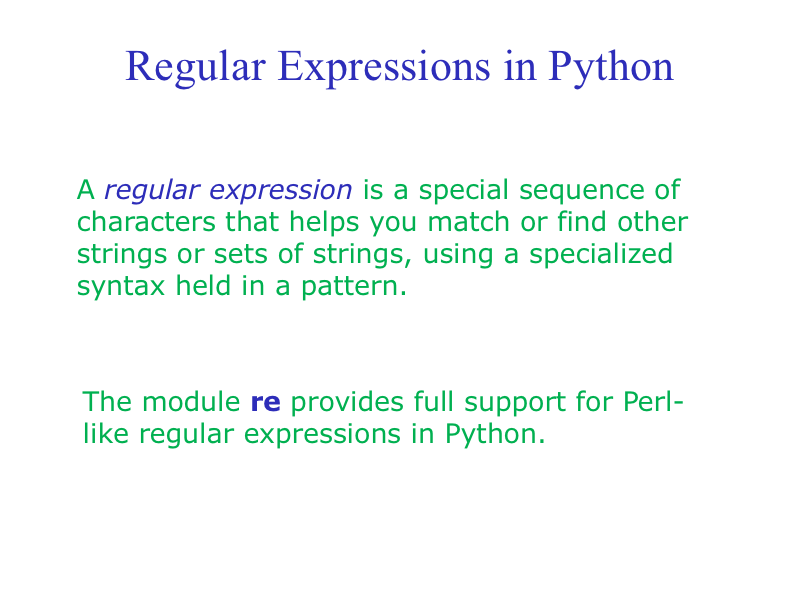 Regular Expressions in Python
A regular expression is a special sequence of
characters that helps you match or find other
strings or sets of strings, using a specialized
syntax held in a pattern.
The module re provides full support for Perl-
like regular expressions in Python.